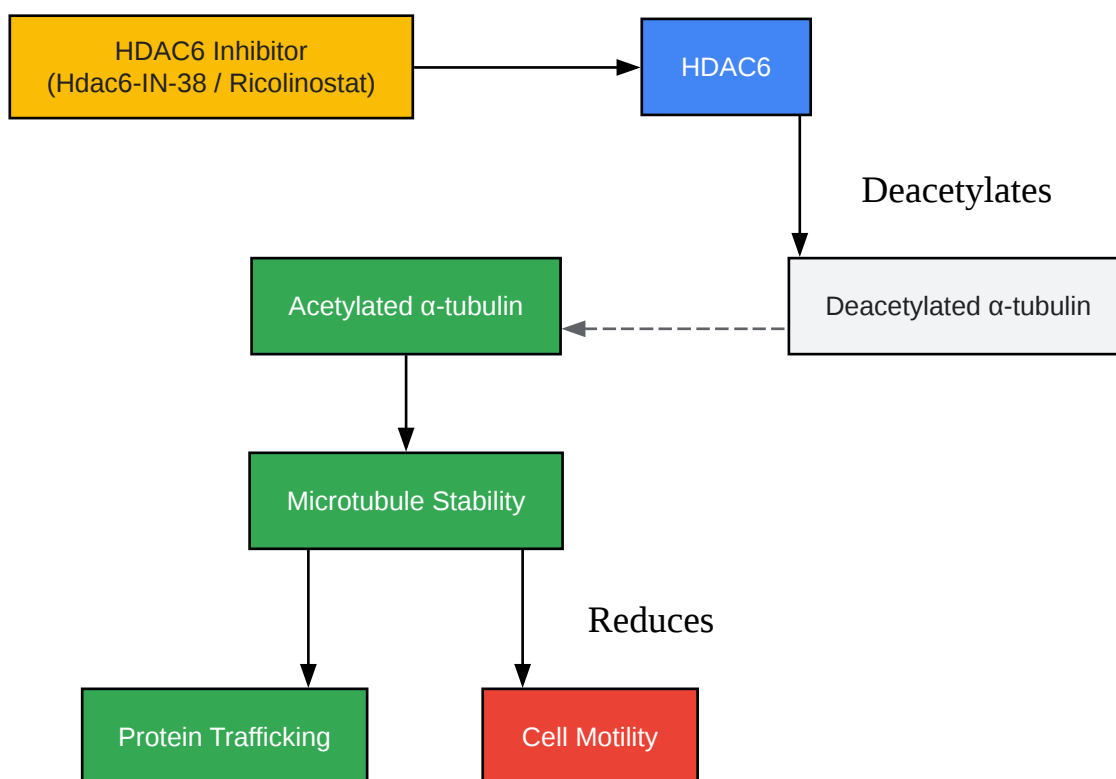 HDAC6 Inhibitor
(Hdac6-IN-38 / Ricolinostat)
HDAC6
Deacetylates
Acetylated α-tubulin
Deacetylated α-tubulin
Microtubule Stability
Reduces
Protein Trafficking
Cell Motility